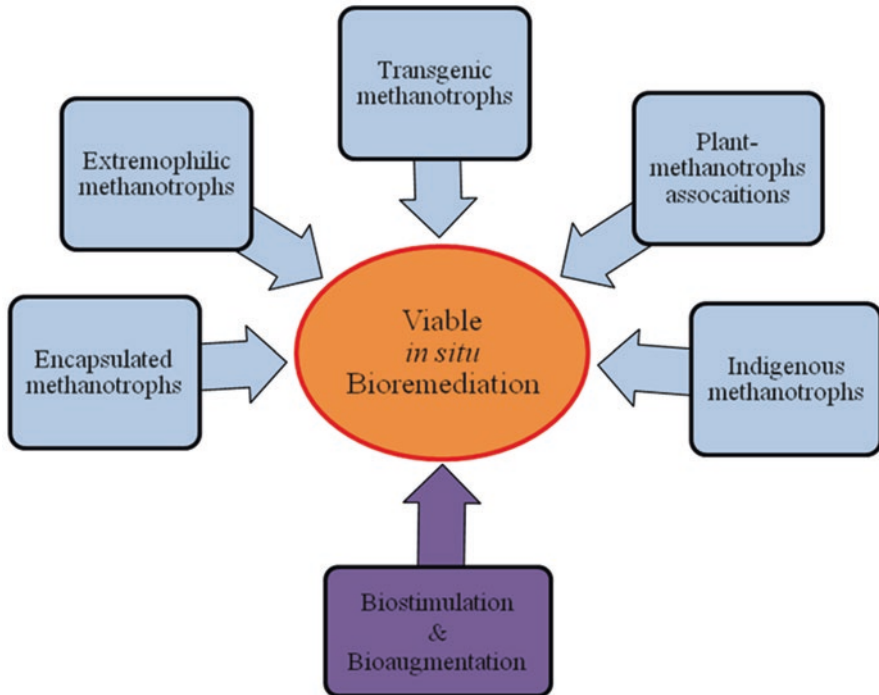 Transgenic
methanotrophs
Extremophilic
methanotrophs
Plant-
methanotrophs
assocaitions
Viable
in situ
Bioremediation
Encapsulated
methanotrophs
Indigenous
methanotrophs
Biostimulation
&
Bioaugmentation